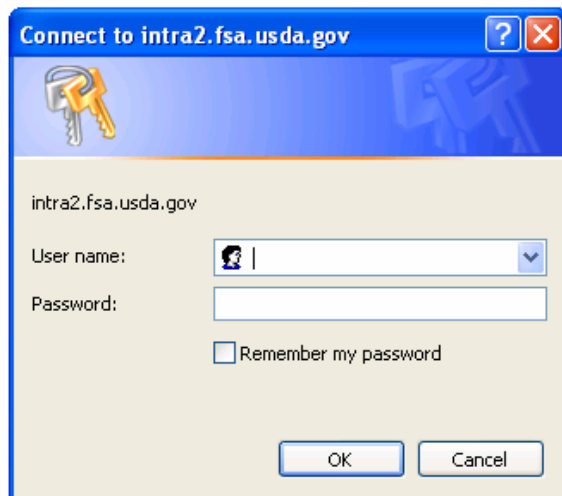 Connect to intra2.fsa.usda.gov
intra2.fsa.usda.gov
User name:
Password:
Remember my password
OK Cancel